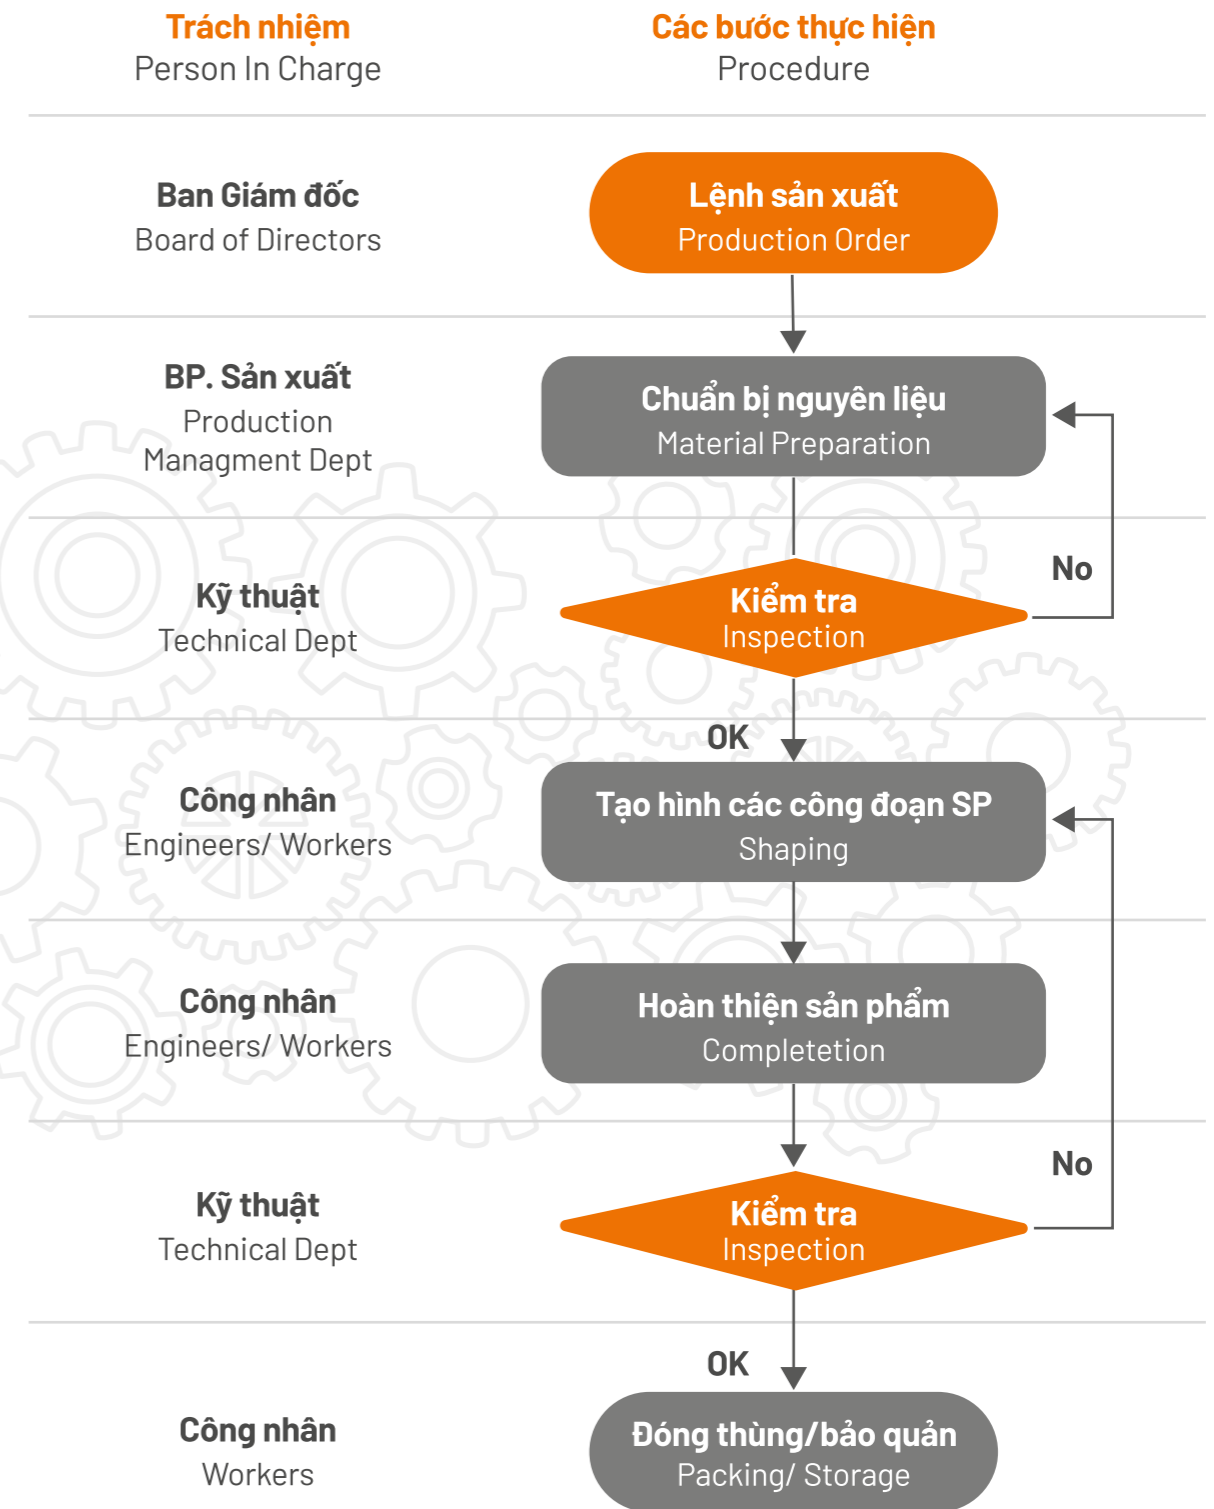 Trách nhiệm
Person In Charge
Các bước thực hiện
Procedure
Ban Giám đốc
Board of Directors
Lệnh sản xuất
Production Order
BP. Sản xuất
Production
Managment Dept
Chuẩn bị nguyên liệu
Material Preparation
Kỹ thuật
Technical Dept
Kiểm tra
Inspection
No
OK
Công nhân
Engineers/ Workers
Tạo hình các công đoạn SP
Shaping
Công nhân
Engineers/ Workers
Hoàn thiện sản phẩm
Completetion
Kỹ thuật
Technical Dept
Kiểm tra
Inspection
No
OK
Công nhân
Workers
Đóng thùng/bảo quản
Packing/ Storage